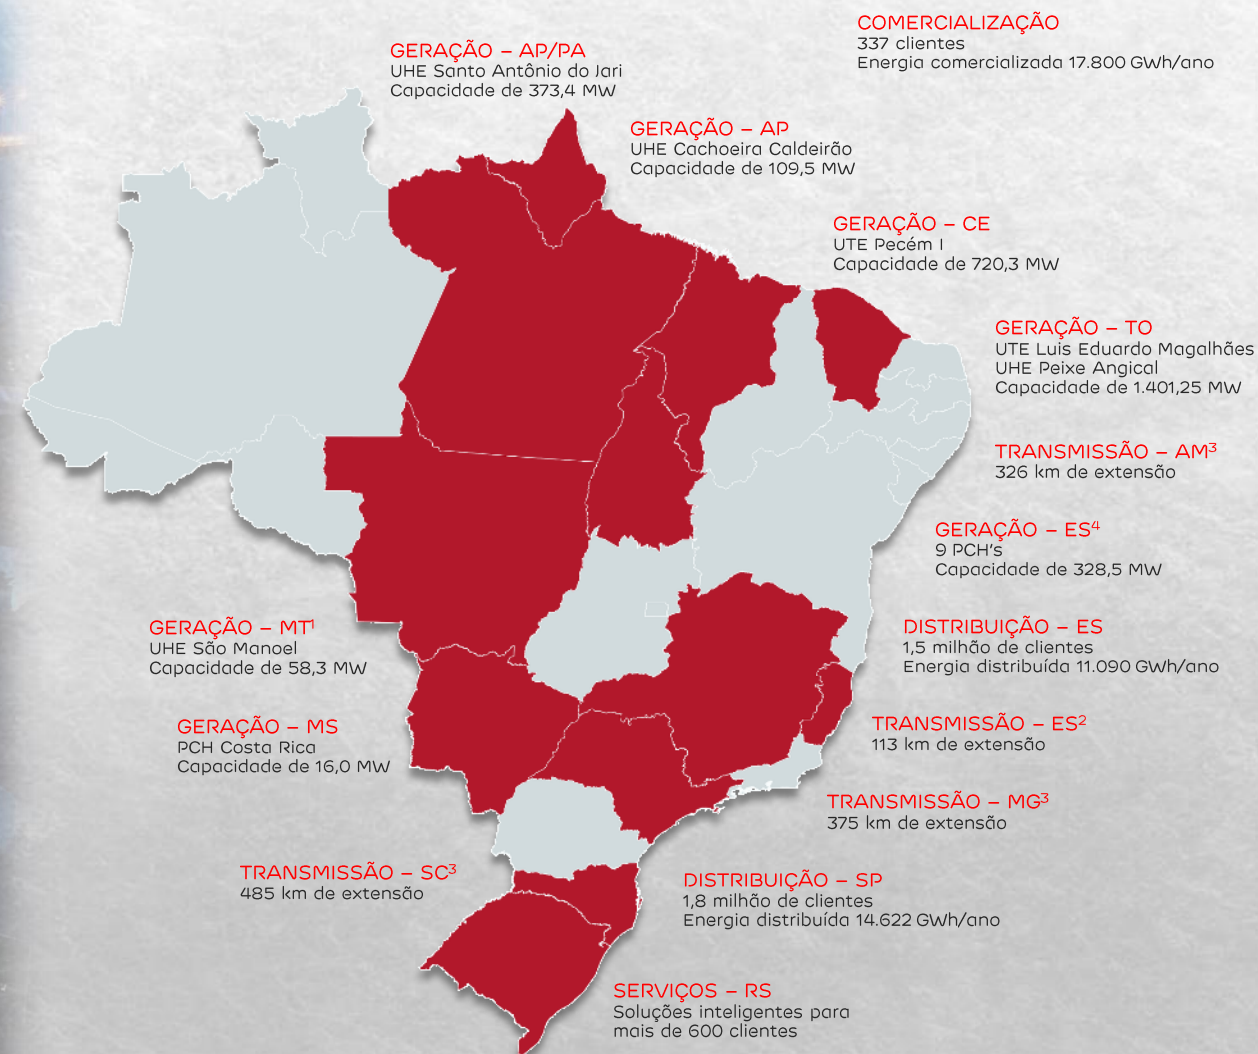 COMERCIALIZAÇÃO
337 clientes
Energia comercializada 17.800 GWh/ano
GERAÇÃO – AP/PA
UHE Santo Antônio do Jari
Capacidade de 373,4 MW
GERAÇÃO – AP
UHE Cachoeira Caldeirão
Capacidade de 109,5 MW
GERAÇÃO – CE
UTE Pecém I
Capacidade de 720,3 MW
GERAÇÃO – TO
UTE Luis Eduardo Magalhães
UHE Peixe Angical
Capacidade de 1.401,25 MW
TRANSMISSÃO – AM³
326 km de extensão
GERAÇÃO – ES⁴
9 PCH's
Capacidade de 328,5 MW
DISTRIBUIÇÃO – ES
1,5 milhão de clientes
Energia distribuída 11.090 GWh/ano
GERAÇÃO – MT¹
UHE São Manoel
Capacidade de 58,3 MW
TRANSMISSÃO – ES²
113 km de extensão
GERAÇÃO – MS
PCH Costa Rica
Capacidade de 16,0 MW
TRANSMISSÃO – MG³
375 km de extensão
TRANSMISSÃO – SC³
485 km de extensão
DISTRIBUIÇÃO – SP
1,8 milhão de clientes
Energia distribuída 14.622 GWh/ano
SERVIÇOS – RS
Soluções inteligentes para
mais de 600 clientes